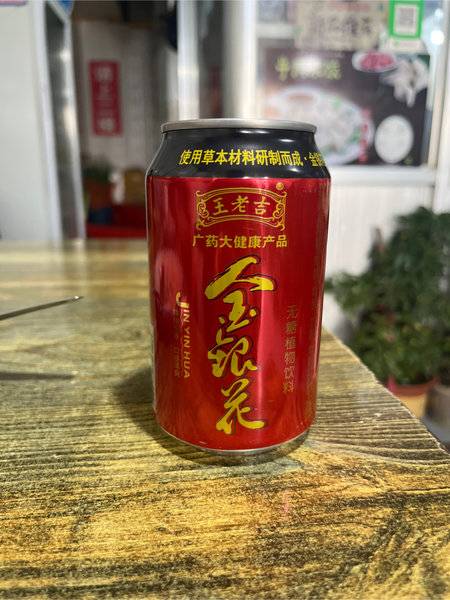 使用草本材料研制而成·金银
王老吉
广药大健康产品
金银花
JIN YIN HUA
无糖植物饮料